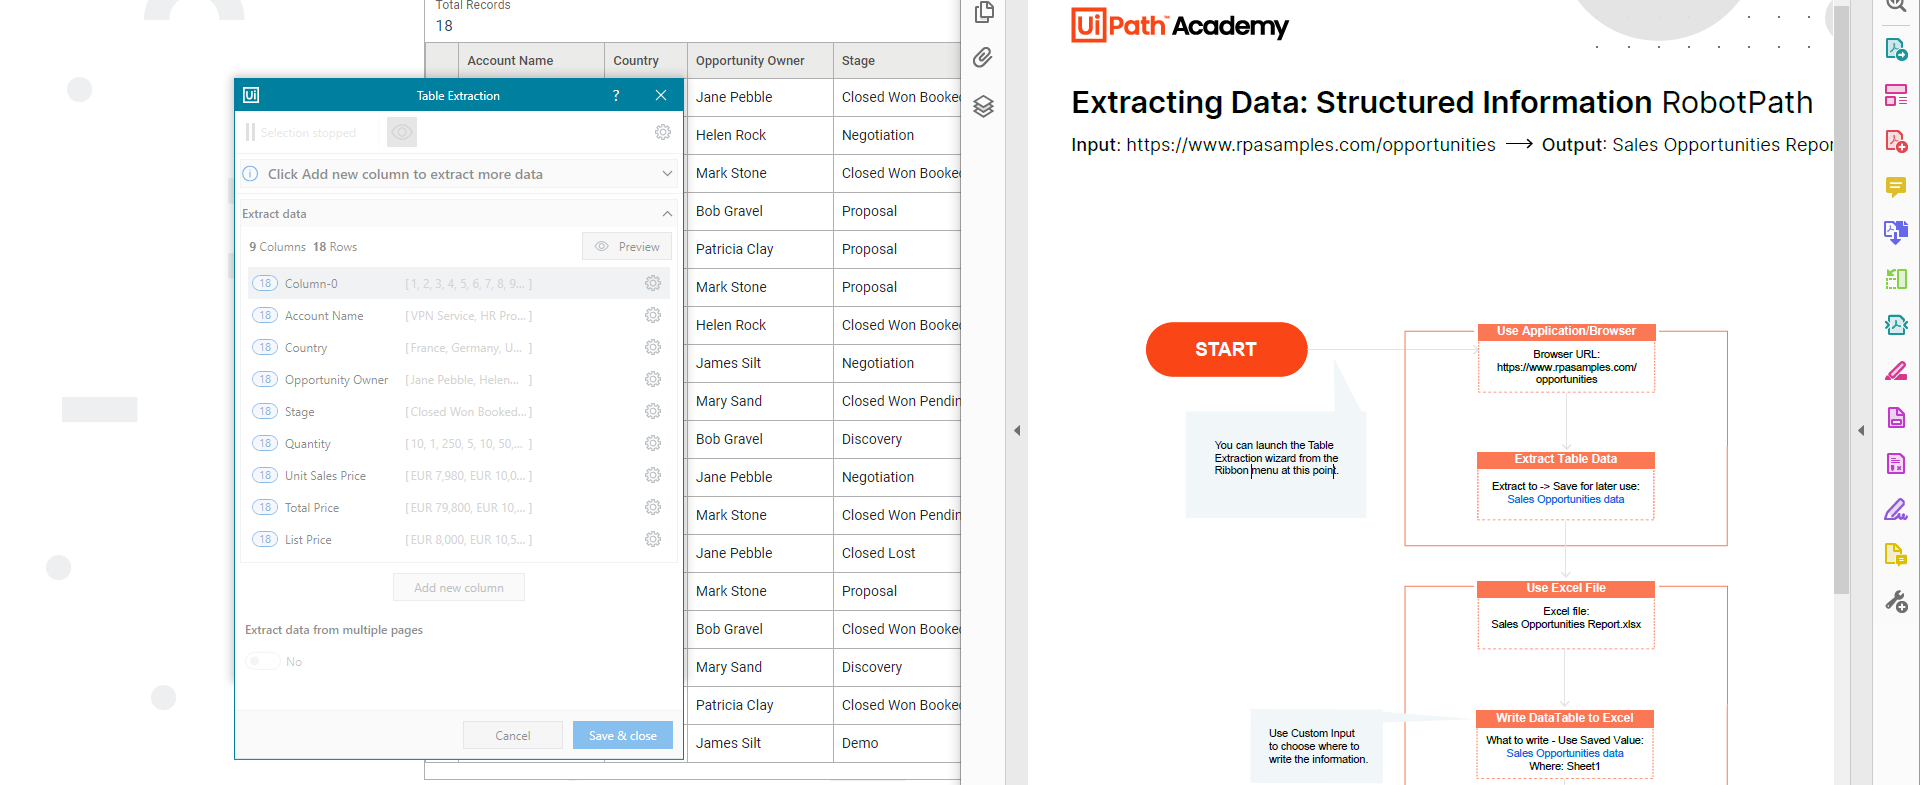 Total Records
18
Account Name Country Opportunity Owner Stage
Jane Pebble Closed Won Booke
Helen Rock Negotiation
Mark Stone Closed Won Booke
Bob Gravel Proposal
Patricia Clay Proposal
Mark Stone Proposal
Helen Rock Closed Won Booke
James Silt Negotiation
Mary Sand Closed Won Pendin
Bob Gravel Discovery
Jane Pebble Negotiation
Mark Stone Closed Won Pendin
Jane Pebble Closed Lost
Mark Stone Proposal
Bob Gravel Closed Won Booke
Mary Sand Discovery
Patricia Clay Closed Won Booke
James Silt Demo
Ui Table Extraction ?
Selection stopped
Click Add new column to extract more data
Extract data
9 Columns 18 Rows Preview
18 Column-0 [ 1, 2, 3, 4, 5, 6, 7, 8, 9... ]
18 Account Name [ VPN Service, HR Pro... ]
18 Country [ France, Germany, U... ]
18 Opportunity Owner [ Jane Pebble, Helen... ]
18 Stage [ Closed Won Booked... ]
18 Quantity [ 10, 1, 250, 5, 10, 50,... ]
18 Unit Sales Price [ EUR 7,980, EUR 10,0... ]
18 Total Price [ EUR 79,800, EUR 10,... ]
18 List Price [ EUR 8,000, EUR 10,5... ]
Add new column
Extract data from multiple pages
No
Cancel Save & close
UiPath™ Academy
Extracting Data: Structured Information RobotPath
Input: https://www.rpasamples.com/opportunities → Output: Sales Opportunities Repor
START
Use Application/Browser
Browser URL:
https://www.rpasamples.com/
opportunities
You can launch the Table
Extraction wizard from the
Ribbon menu at this point.
Extract Table Data
Extract to -> Save for later use:
Sales Opportunities data
Use Excel File
Excel file:
Sales Opportunities Report.xlsx
Write DataTable to Excel
What to write - Use Saved Value:
Sales Opportunities data
Where: Sheet1
Use Custom Input
to choose where to
write the information.